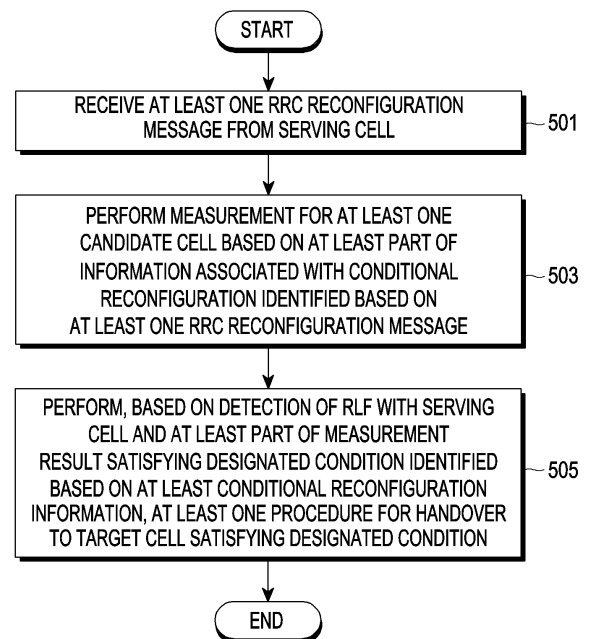 START
RECEIVE AT LEAST ONE RRC RECONFIGURATION
MESSAGE FROM SERVING CELL
501
PERFORM MEASUREMENT FOR AT LEAST ONE
CANDIDATE CELL BASED ON AT LEAST PART OF
INFORMATION ASSOCIATED WITH CONDITIONAL
RECONFIGURATION IDENTIFIED BASED ON
AT LEAST ONE RRC RECONFIGURATION MESSAGE
503
PERFORM, BASED ON DETECTION OF RLF WITH SERVING
CELL AND AT LEAST PART OF MEASUREMENT
RESULT SATISFYING DESIGNATED CONDITION IDENTIFIED
BASED ON AT LEAST CONDITIONAL RECONFIGURATION
INFORMATION, AT LEAST ONE PROCEDURE FOR HANDOVER
TO TARGET CELL SATISFYING DESIGNATED CONDITION
505
END